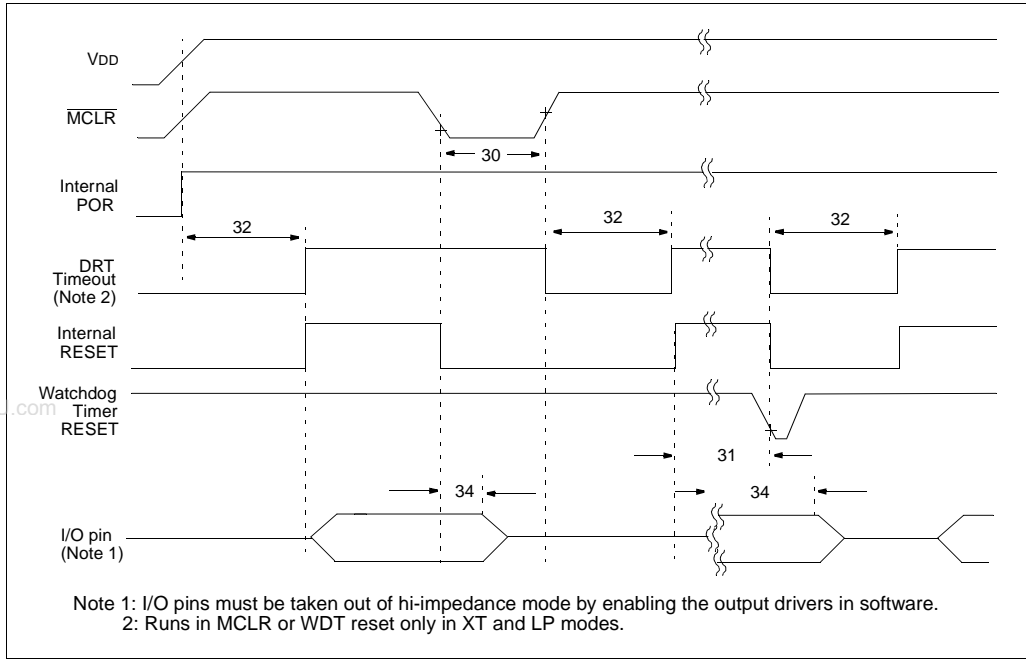 VDD
MCLR
30
Internal
POR
32
32
32
DRT
Timeout
(Note 2)
Internal
RESET
Watchdog
Timer
RESET
.com
31
34
34
I/O pin
(Note 1)
Note 1: I/O pins must be taken out of hi-impedance mode by enabling the output drivers in software.
2: Runs in MCLR or WDT reset only in XT and LP modes.